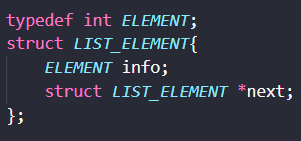 typedef int ELEMENT;
struct LIST_ELEMENT{
    ELEMENT info;
    struct LIST_ELEMENT *next;
};